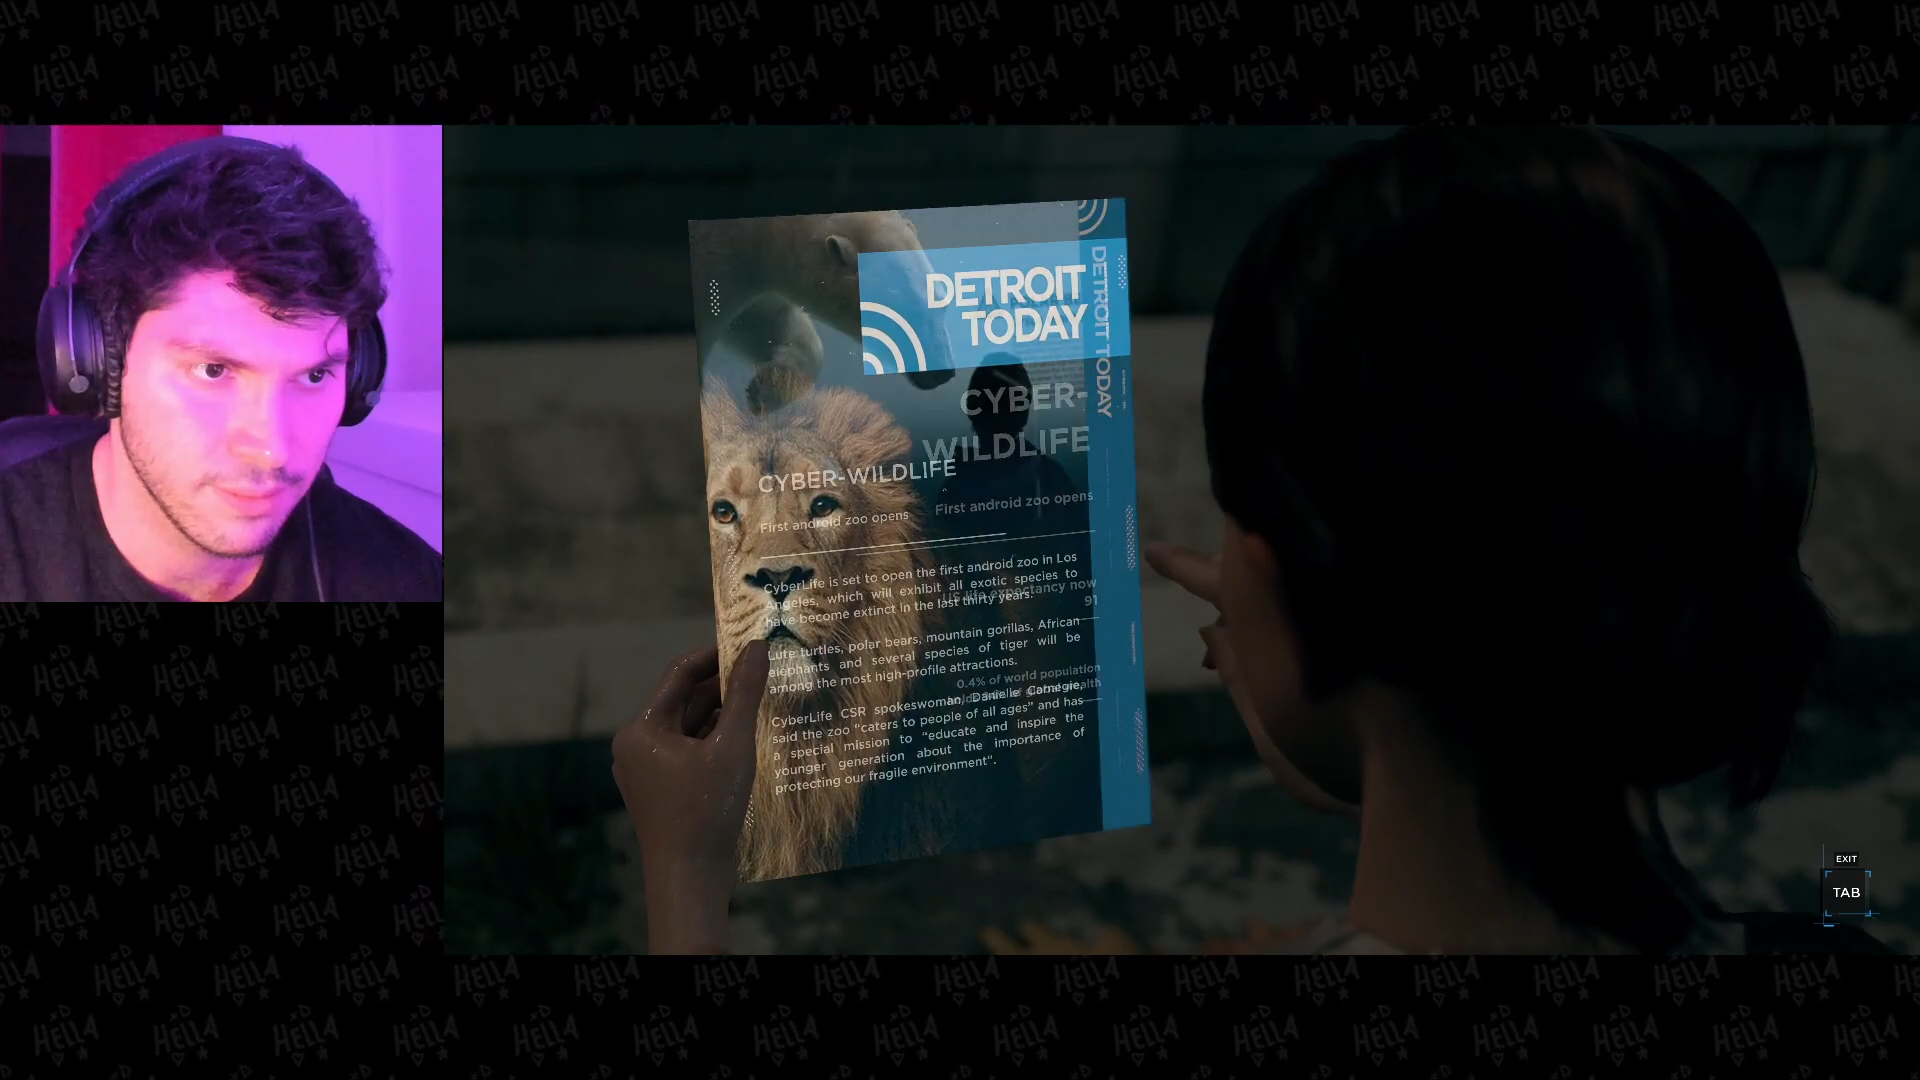 DETROIT
TODAY
DETROIT TODAY
CYBER-
WILDLIFE
First android zoo opens
US life expectancy now
91
0.4% of world population
CYBER-WILDLIFE
First android zoo opens
CyberLife is set to open the first android zoo in Los
Angeles, which will exhibit all exotic species to
have become extinct in the last thirty years.
Lute turtles, polar bears, mountain gorillas, African
elephants and several species of tiger will be
among the most high-profile attractions.
CyberLife CSR spokeswoman, Danielle Carnegie,
said the zoo “caters to people of all ages” and has
a special mission to “educate and inspire the
younger generation about the importance of
protecting our fragile environment“.
EXIT
TAB
HELLA
xD